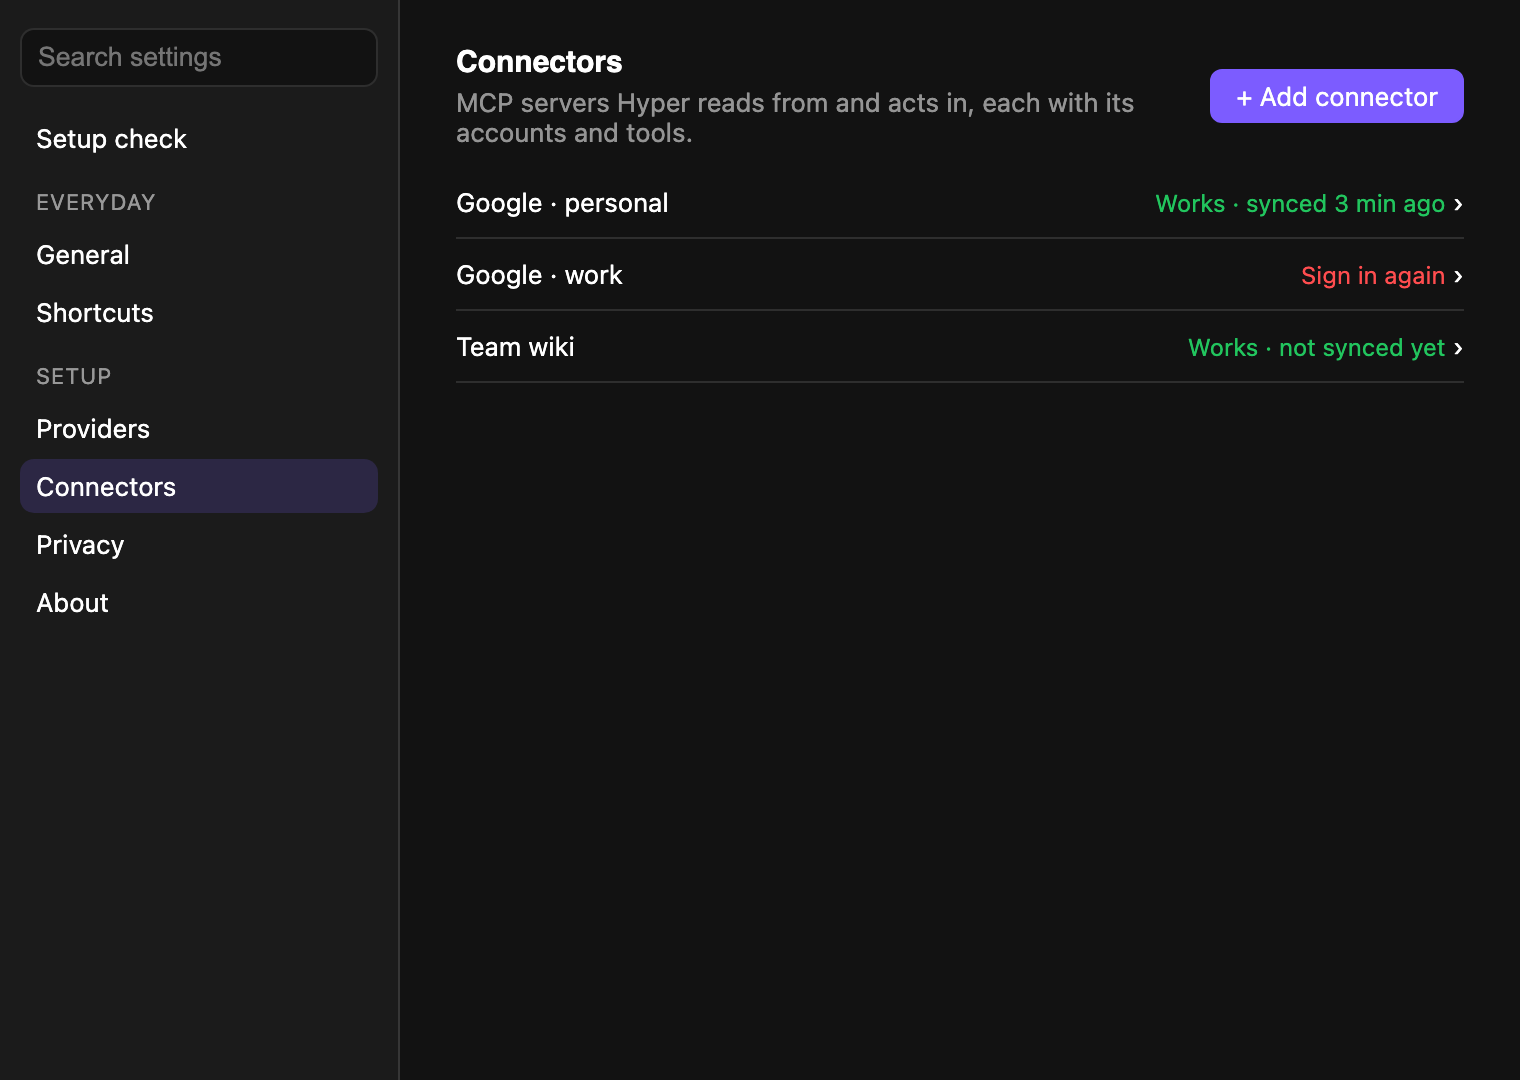 Search settings
Setup check
EVERYDAY
General
Shortcuts
SETUP
Providers
Connectors
Privacy
About
Connectors
MCP servers Hyper reads from and acts in, each with its
accounts and tools.
+ Add connector
Google · personal
Works · synced 3 min ago ›
Google · work
Sign in again ›
Team wiki
Works · not synced yet ›